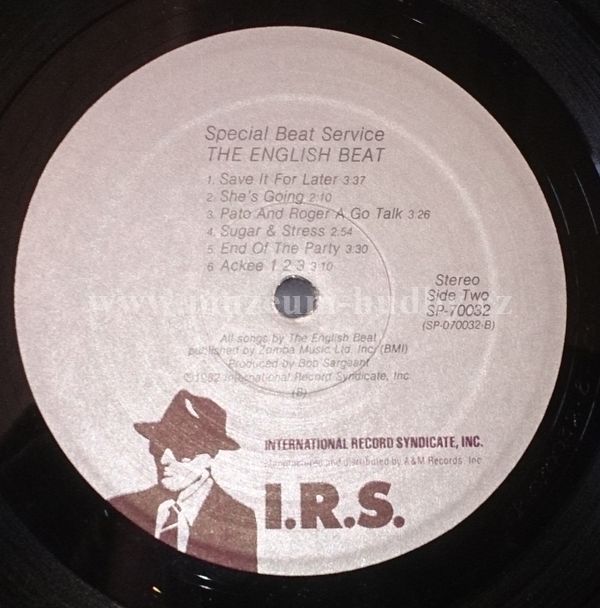 Special Beat Service
THE ENGLISH BEAT
1. Save It For Later 3:37
2. She's Going 2:10
3. Pato And Roger A Go Talk 3:26
4. Sugar & Stress 2:54
5. End Of The Party 3:30
6 Ackee 1 2 3 3:10
Stereo
Side Two
SP-70032
(SP-070032-B)
All songs by The English Beat
published by Zomba Music Ltd. Inc. (BMI)
Produced by Bob Sargeant
©1982 International Record Syndicate, Inc
(B)
INTERNATIONAL RECORD SYNDICATE, INC.
Manufactured and distributed by A&M Records, Inc
I.R.S.